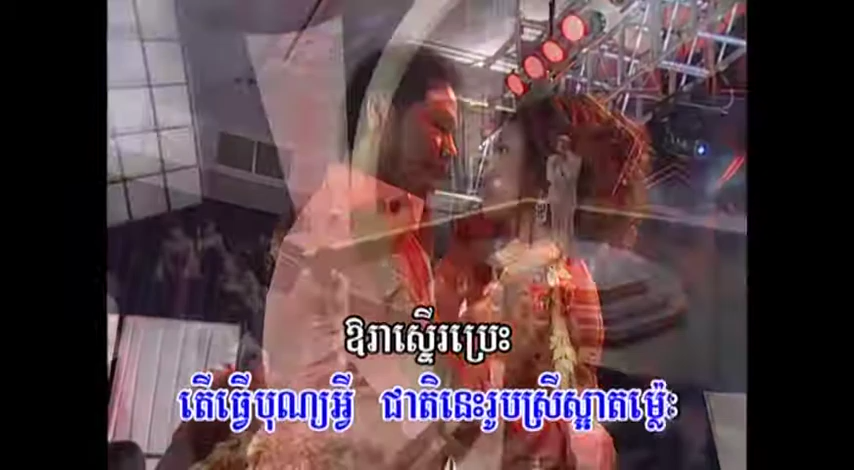 ឱរាស្ទើរប្រេះ
តើធ្វើបុណ្យអ្វី ជាតិនេះរូបស្រីស្អាតម្ល៉េះ